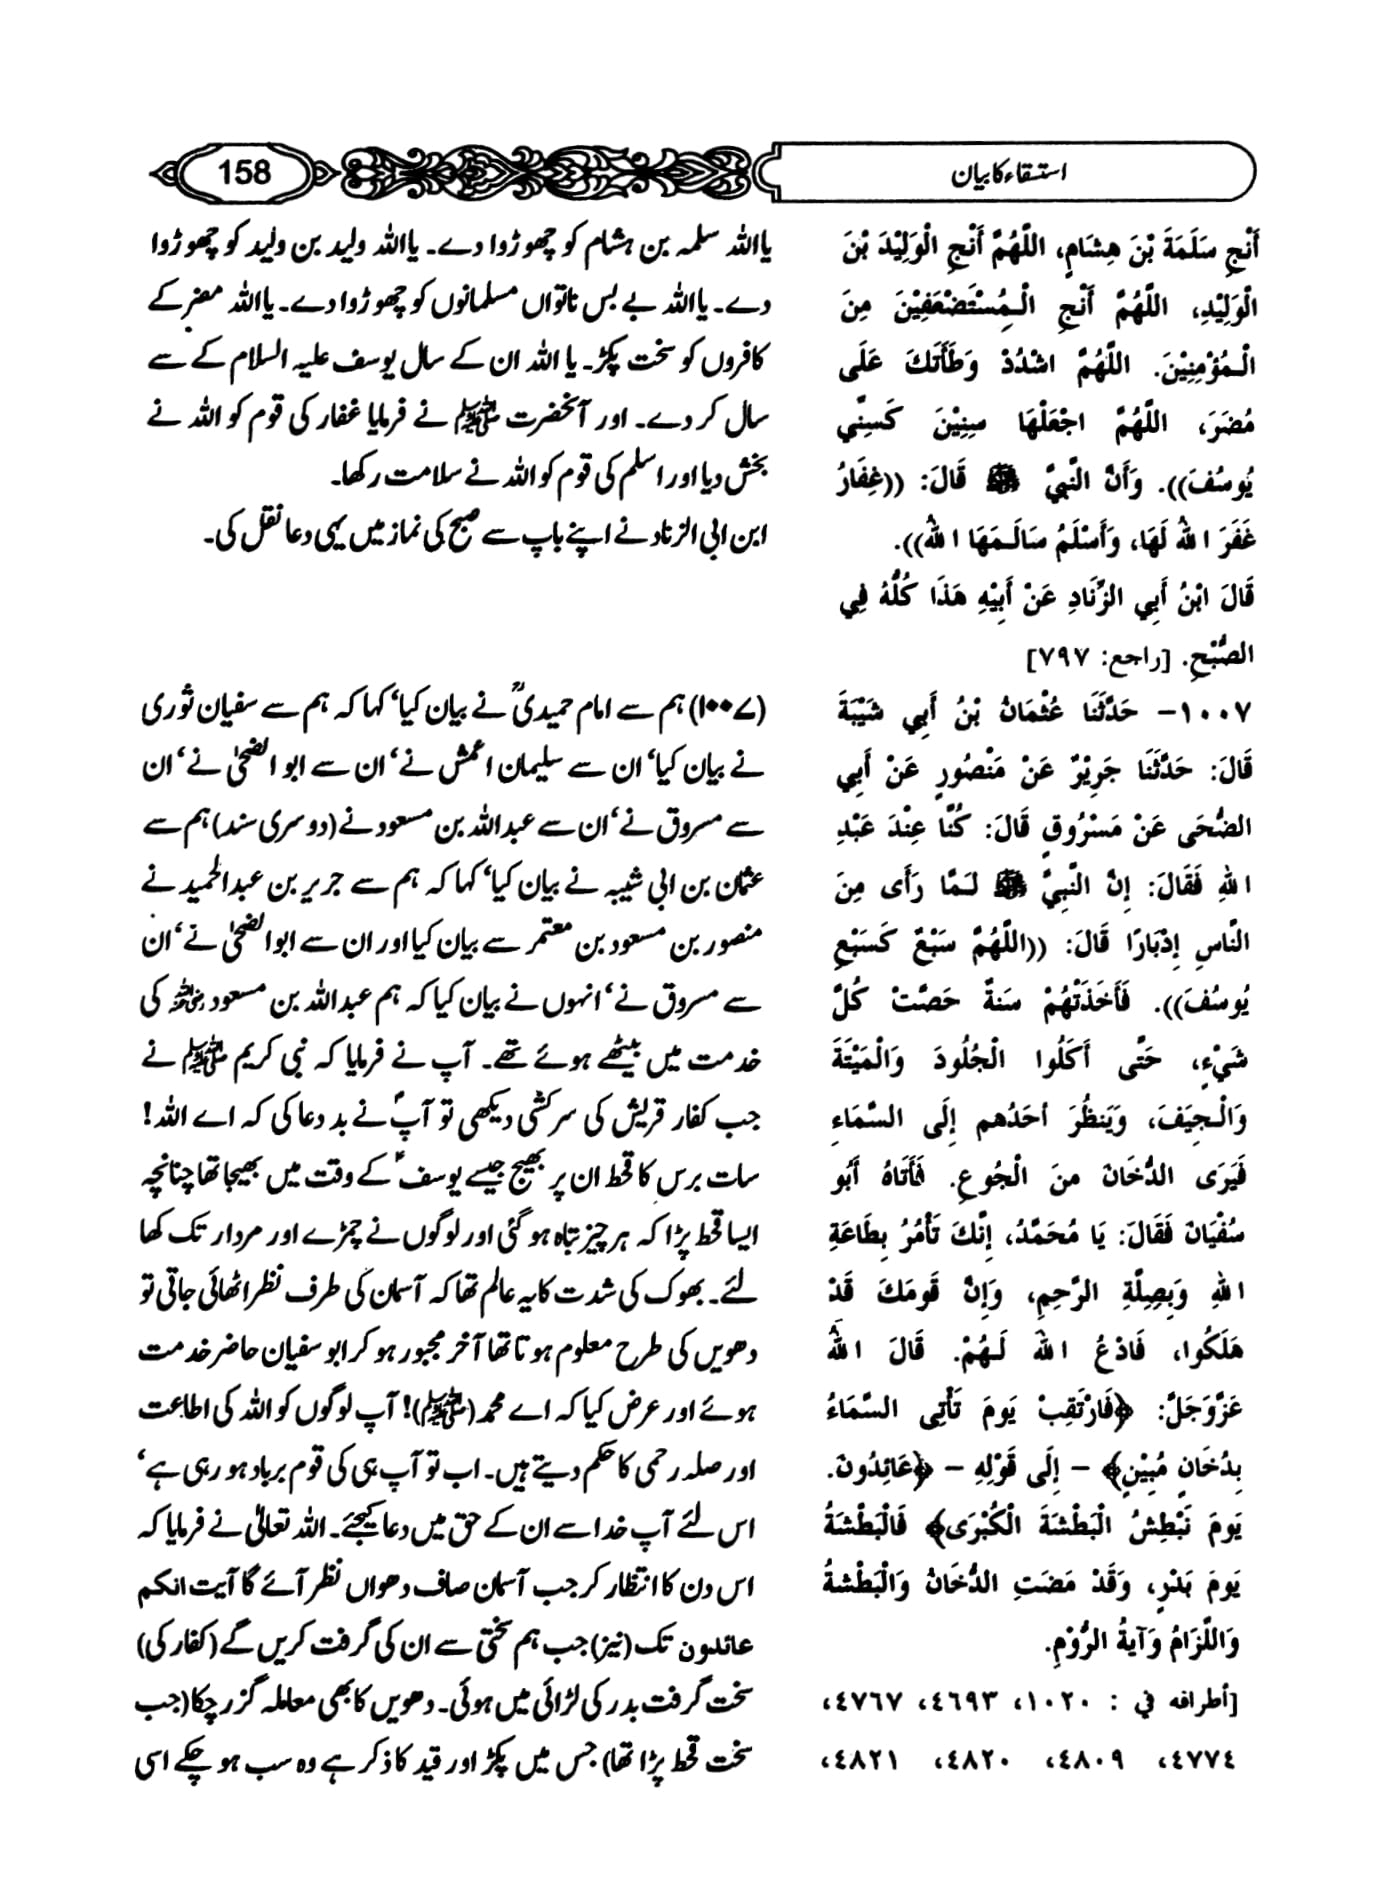 استسقاء کا بیان
158
أَنْجِ سَلَمَةَ بْنَ هِشَامٍ، اللَّهُمَّ أَنْجِ الْوَلِيْدَ بْنَ
الْوَلِيْدِ، اللَّهُمَّ أَنْجِ الْمُسْتَضْعَفِيْنَ مِنَ
الْمُؤْمِنِيْنَ. اللَّهُمَّ اشْدُدْ وَطَأَتَكَ عَلَى
مُضَرَ، اللَّهُمَّ اجْعَلْهَا سِنِيْنَ كَسِنِّي
يُوسُفَ)). وَأَنَّ النَّبِيَّ ﷺ قَالَ: ((غِفَارُ
غَفَرَ اللهُ لَهَا، وَأَسْلَمُ سَالَمَهَا اللهُ)).
قَالَ ابْنُ أَبِي الزِّنَادِ عَنْ أَبِيْهِ هَذَا كُلُّهُ فِي
الصُّبْحِ. [راجع: ٧٩٧]
١٠٠٧- حَدَّثَنَا عُثْمَانُ بْنُ أَبِي شَيْبَةَ
قَالَ: حَدَّثَنَا جَرِيْرٌ عَنْ مَنْصُورٍ عَنْ أَبِي
الضُّحَى عَنْ مَسْرُوقٍ قَالَ: كُنَّا عِنْدَ عَبْدِ
اللهِ فَقَالَ: إِنَّ النَّبِيَّ ﷺ لَمَّا رَأَى مِنَ
النَّاسِ إِدْبَارًا قَالَ: ((اللَّهُمَّ سَبْعٌ كَسَبْعِ
يُوسُفَ)). فَأَخَذَتْهُمْ سَنةٌ حَصَّتْ كُلَّ
شَيْءٍ، حَتَّى أَكَلُوا الْجُلُودَ وَالْمَيْتَةَ
وَالْجِيَفَ، وَيَنظُرَ أحَدُهم إِلَى السَّمَاءِ
فَيَرَى الدُّخَانَ منَ الْجُوعِ. فَأَتَاهُ أَبُو
سُفْيَانَ فَقَالَ: يَا مُحَمَّدُ، إِنَّكَ تَأْمُرُ بِطَاعَةِ
اللهِ وَبِصِلَّةِ الرَّحِمِ، وَإِنَّ قَومَكَ قَدْ
هَلَكُوا، فَادْعُ اللهَ لَهُمْ. قَالَ اللهُ
عَزَّوَجَلَّ: ﴿فَارْتَقِبْ يَومَ تَأْتِى السَّمَاءُ
بِدُخَانٍ مُبِيْنٍ﴾ – إِلَى قَوْلِهِ – ﴿عَائِدُونَ.
يَومَ نَبْطِشُ الْبَطْشَةَ الْكُبْرَى﴾ فَالْبَطْشَةُ
يَومَ بَدْرٍ، وَقَدْ مَضَتِ الدُّخَانُ وَالْبَطْشةُ
وَاللِّزَامُ وَآيةُ الرُّوْمِ.
[أطرافه في : ١٠٢٠، ٤٦٩٣، ٤٧٦٧،
٤٧٧٤، ٤٨٠٩، ٤٨٢٠، ٤٨٢١،
یا اللہ سلمہ بن ہشام کو چھوڑوا دے۔ یا اللہ ولید بن ولید کو چھوڑوا
دے۔ یا اللہ بے بس ناتواں مسلمانوں کو چھوڑوا دے۔ یا اللہ مضر کے
کافروں کو سخت پکڑ۔ یا اللہ ان کے سال یوسف علیہ السلام کے سے
سال کر دے۔ اور آنحضرت ﷺ نے فرمایا غفار کی قوم کو اللہ نے
بخش دیا اور اسلم کی قوم کو اللہ نے سلامت رکھا۔
ابن ابی الزناد نے اپنے باپ سے صبح کی نماز میں یہی دعا نقل کی۔
(۱۰۰۷) ہم سے امام حمیدیؒ نے بیان کیا‘ کہا کہ ہم سے سفیان ثوری
نے بیان کیا‘ ان سے سلیمان اعمش نے‘ ان سے ابو الضحیٰ نے‘ ان
سے مسروق نے‘ ان سے عبداللہ بن مسعود نے (دوسری سند) ہم سے
عثمان بن ابی شیبہ نے بیان کیا‘ کہا کہ ہم سے جریر بن عبدالحمید نے
منصور بن مسعود بن معتمر سے بیان کیا اور ان سے ابو الضحیٰ نے‘ ان
سے مسروق نے‘ انہوں نے بیان کیا کہ ہم عبداللہ بن مسعود رضی اللہ عنہ کی
خدمت میں بیٹھے ہوئے تھے۔ آپ نے فرمایا کہ نبی کریم ﷺ نے
جب کفار قریش کی سرکشی دیکھی تو آپؐ نے بد دعا کی کہ اے اللہ!
سات برس کا قحط ان پر بھیج جیسے یوسفؑ کے وقت میں بھیجا تھا چنانچہ
ایسا قحط پڑا کہ ہر چیز تباہ ہو گئی اور لوگوں نے چمڑے اور مردار تک کھا
لئے۔ بھوک کی شدت کا یہ عالم تھا کہ آسمان کی طرف نظر اٹھائی جاتی تو
دھویں کی طرح معلوم ہوتا تھا آخر مجبور ہو کر ابو سفیان حاضر خدمت
ہوئے اور عرض کیا کہ اے محمد (ﷺ)! آپ لوگوں کو اللہ کی اطاعت
اور صلہ رحمی کا حکم دیتے ہیں۔ اب تو آپ ہی کی قوم برباد ہو رہی ہے‘
اس لئے آپ خدا سے ان کے حق میں دعا کیجئے۔ اللہ تعالیٰ نے فرمایا کہ
اس دن کا انتظار کر جب آسمان صاف دھواں نظر آئے گا آیت انکم
عائدون تک (نیز) جب ہم سختی سے ان کی گرفت کریں گے (کفار کی)
سخت گرفت بدر کی لڑائی میں ہوئی۔ دھویں کا بھی معاملہ گزر چکا (جب
سخت قحط پڑا تھا) جس میں پکڑ اور قید کا ذکر ہے وہ سب ہو چکے اسی